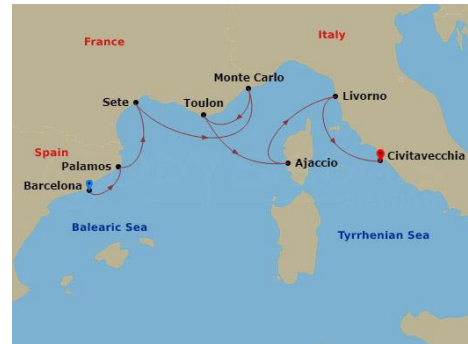 France
Italy
Monte Carlo
Sete
Toulon
Livorno
Spain
Palamos
Ajaccio
Civitavecchia
Barcelona
Balearic Sea
Tyrrhenian Sea